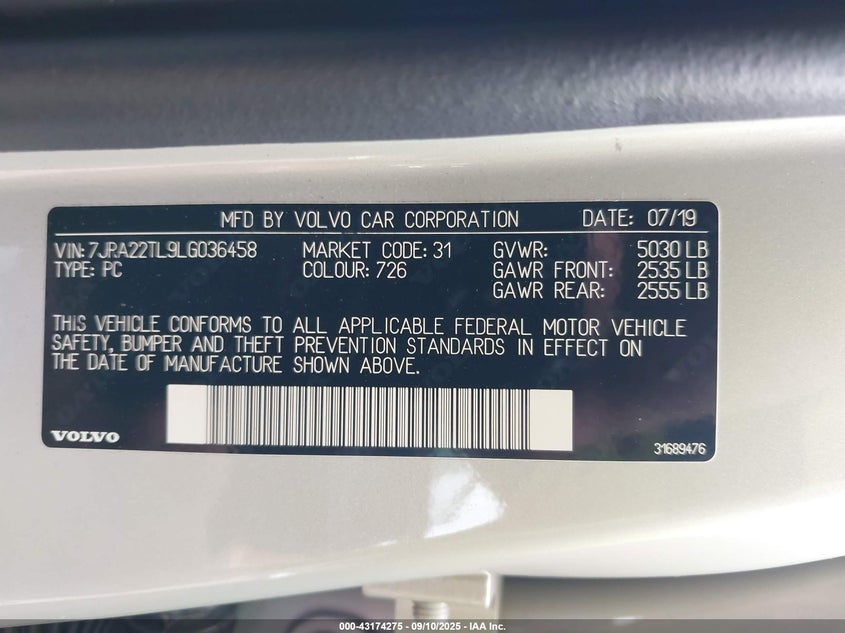 MFD BY VOLVO CAR CORPORATION DATE: 07/19
VIN: 7JRA22TL9LG036458 MARKET CODE: 31 GVWR: 5030 LB
TYPE: PC COLOUR: 726 GAWR FRONT: 2535 LB
GAWR REAR: 2555 LB
THIS VEHICLE CONFORMS TO ALL APPLICABLE FEDERAL MOTOR VEHICLE
SAFETY, BUMPER AND THEFT PREVENTION STANDARDS IN EFFECT ON
THE DATE OF MANUFACTURE SHOWN ABOVE.
VOLVO 31689476
000-43174275 - 09/10/2025 - IAA Inc.